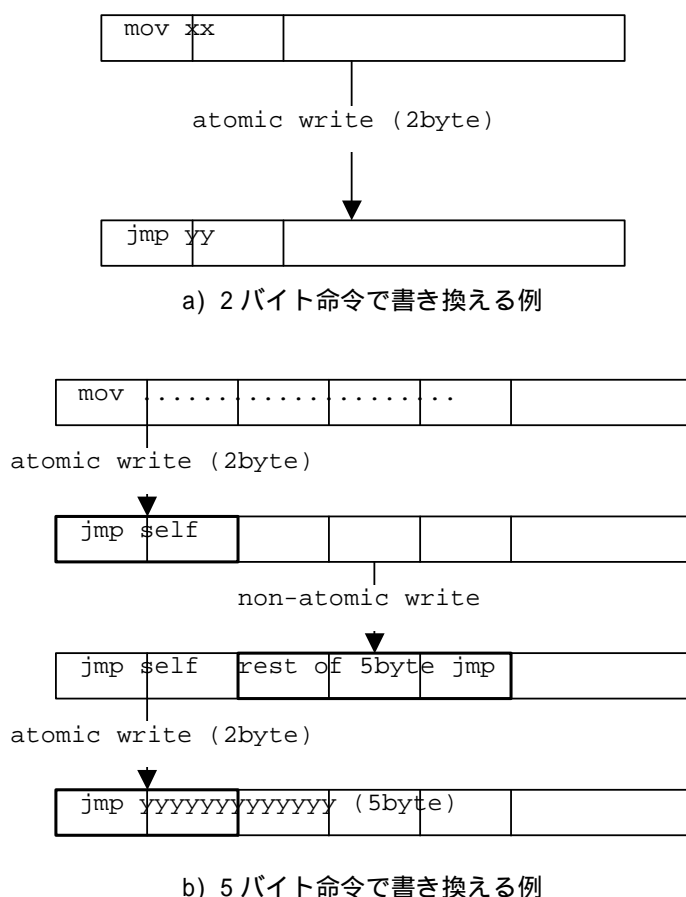 mov xx
atomic write (2byte)
jmp yy
a) 2 バイト命令で書き換える例
mov .....................
atomic write (2byte)
jmp self
non-atomic write
jmp self rest of 5byte jmp
atomic write (2byte)
jmp yyyyyyyyyyyyyy (5byte)
b) 5 バイト命令で書き換える例